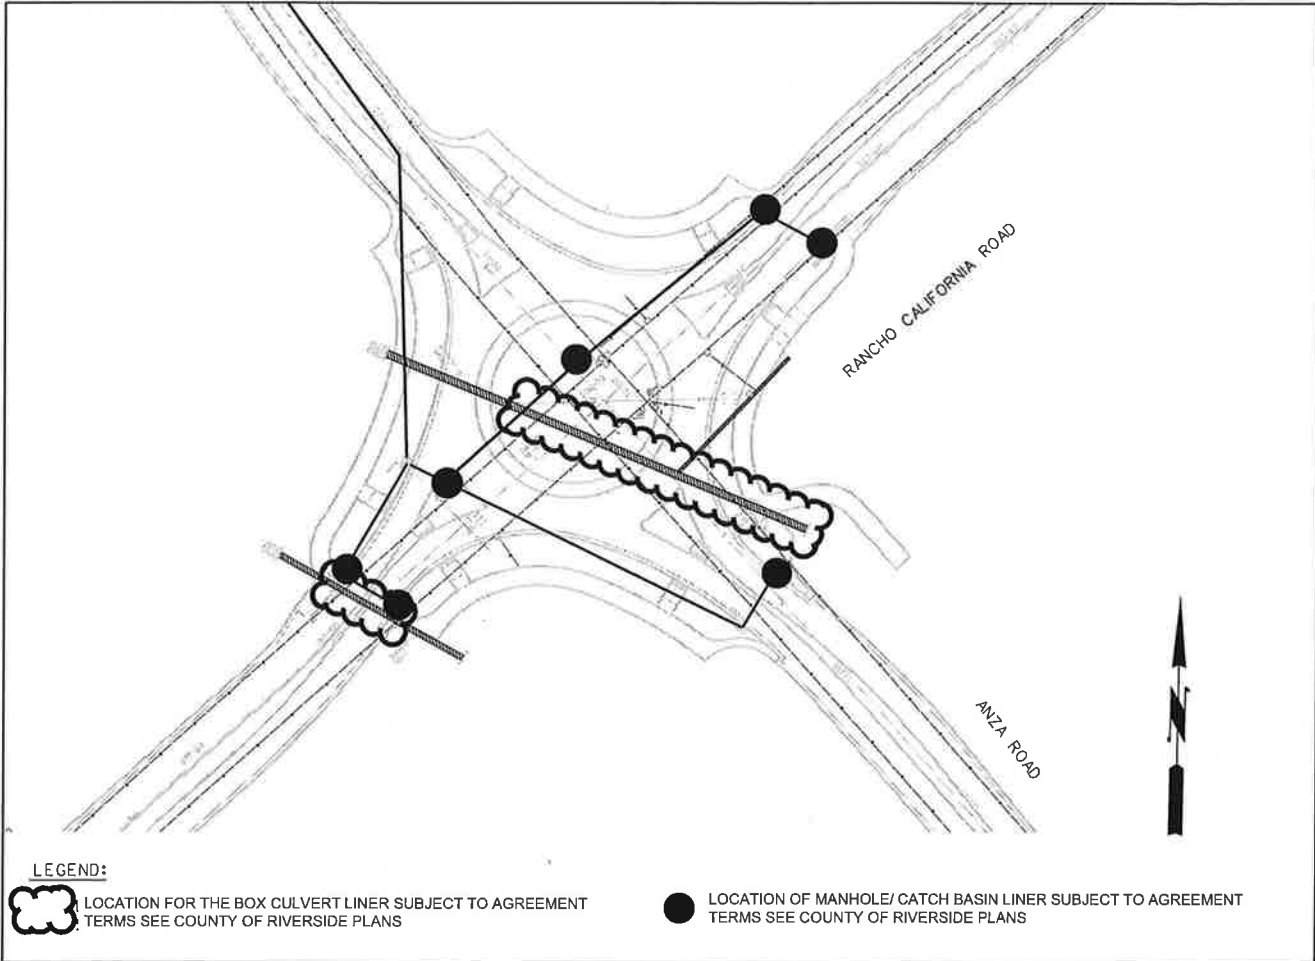 RANCHO CALIFORNIA ROAD
ANZA ROAD
N
LEGEND:
LOCATION FOR THE BOX CULVERT LINER SUBJECT TO AGREEMENT
TERMS SEE COUNTY OF RIVERSIDE PLANS
LOCATION OF MANHOLE/ CATCH BASIN LINER SUBJECT TO AGREEMENT
TERMS SEE COUNTY OF RIVERSIDE PLANS